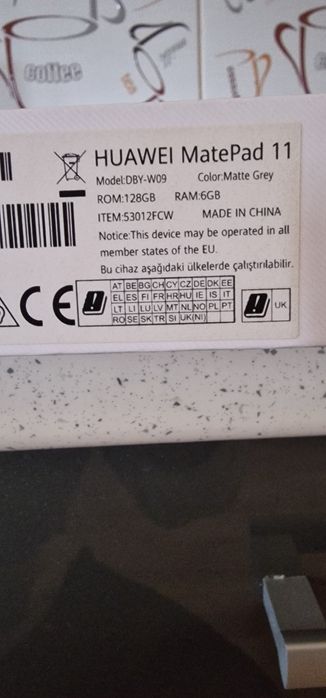 coffee
HUAWEI MatePad 11
Model:DBY-W09 Color:Matte Grey
ROM:128GB RAM:6GB
ITEM:53012FCW MADE IN CHINA
Notice:This device may be operated in all
member states of the EU.
Bu cihaz aşağıdaki ülkelerde çalıştırılabilir.
CE
AT BE BG CH CY CZ DE DK EE
EL ES FI FR HR HU IE IS IT
LT LI LU LV MT NL NO PL PT
RO SE SK TR SI UK(NI)
UK